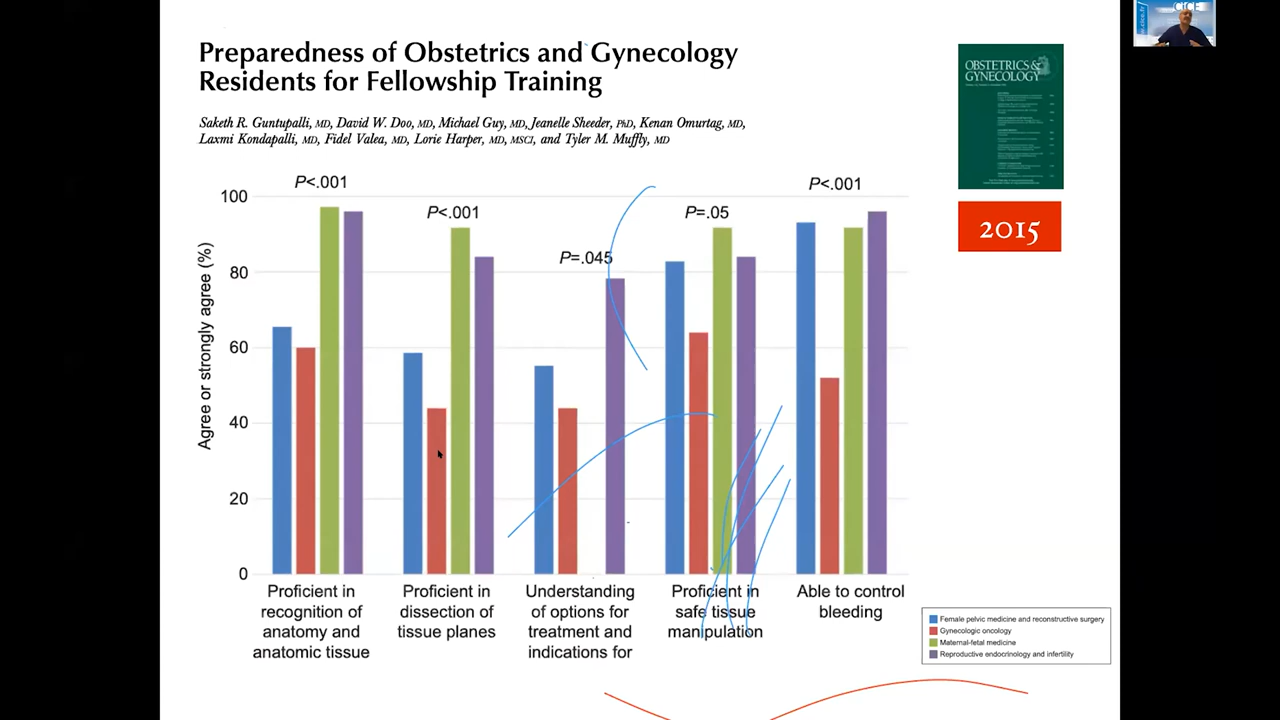 Preparedness of Obstetrics and Gynecology
Residents for Fellowship Training
Saketh R. Guntupalli, MD, David W. Doo, MD, Michael Guy, MD, Jeanelle Sheeder, PhD, Kenan Omurtag, MD,
Laxmi Kondapalli, MD, Fidel Valea, MD, Lorie Harper, MD, MSCI, and Tyler M. Muffly, MD
OBSTETRICS &
GYNECOLOGY
2015
P<.001
P<.001
P=.045
P=.05
P<.001
Agree or strongly agree (%)
100
80
60
40
20
0
Proficient in
recognition of
anatomy and
anatomic tissue
Proficient in
dissection of
tissue planes
Understanding
of options for
treatment and
indications for
Proficient in
safe tissue
manipulation
Able to control
bleeding
Female pelvic medicine and reconstructive surgery
Gynecologic oncology
Maternal-fetal medicine
Reproductive endocrinology and infertility
CICE